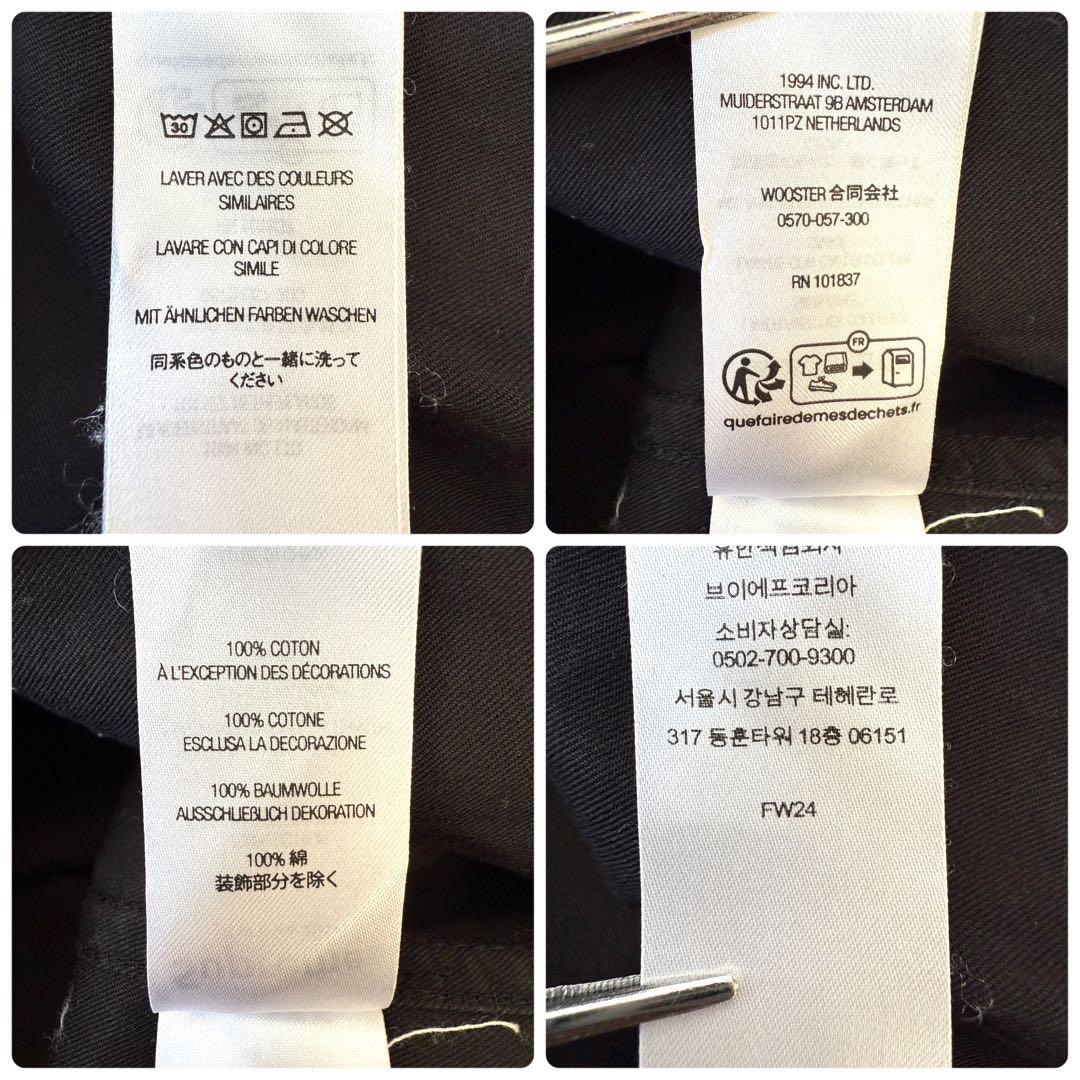 30
LAVER AVEC DES COULEURS
SIMILAIRES
LAVARE CON CAPI DI COLORE
SIMILE
MIT ÄHNLICHEN FARBEN WASCHEN
同系色のものと一緒に洗って
ください
1994 INC. LTD.
MUIDERSTRAAT 9B AMSTERDAM
1011PZ NETHERLANDS
WOOSTER 合同会社
0570-057-300
RN 101837
FR
quefairedemesdechets.fr
100% COTON
À L'EXCEPTION DES DÉCORATIONS
100% COTONE
ESCLUSA LA DECORAZIONE
100% BAUMWOLLE
AUSSCHLIEBLICH DEKORATION
100% 綿
装飾部分を除く
브이에프코리아
소비자상담실:
0502-700-9300
서울시 강남구 테헤란로
317 동훈타워 18층 06151
FW24